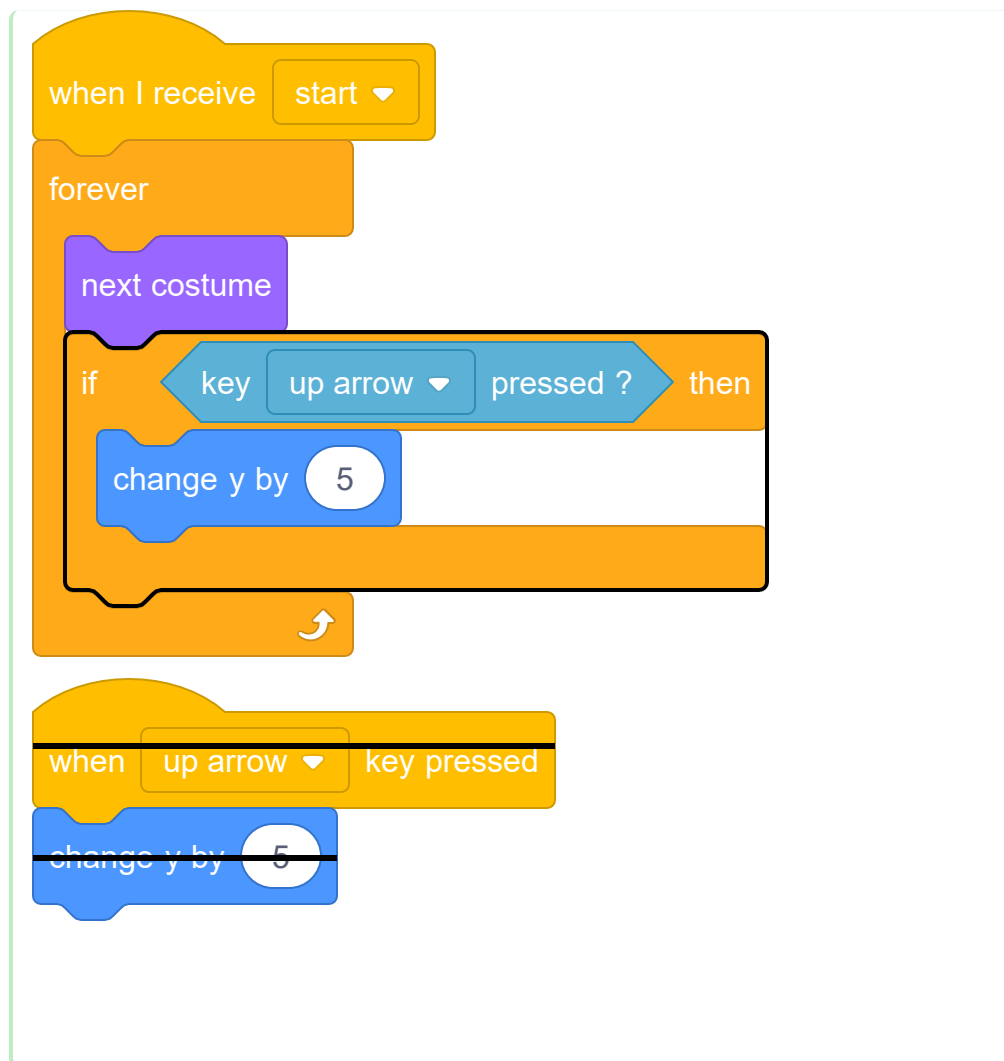 when I receive start
forever
next costume
if key up arrow pressed ? then
change y by 5
when up arrow key pressed
change y by 5